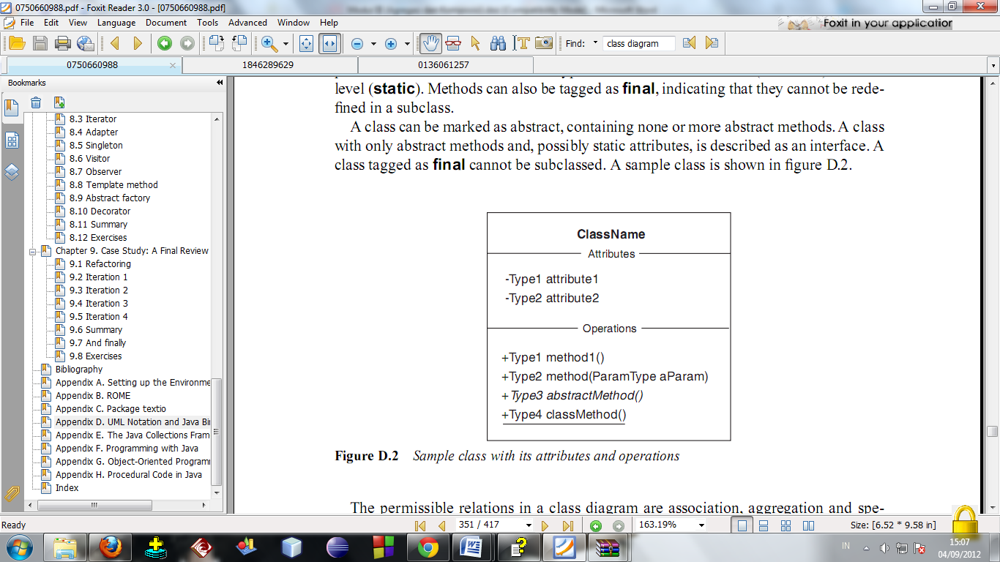 0750660988.pdf - Foxit Reader 3.0 - [0750660988.pdf]
File Edit View Language Document Tools Advanced Window Help
Foxit in your application
Find: class diagram
0750660988 1846289629 0136061257
Bookmarks
8.3 Iterator
8.4 Adapter
8.5 Singleton
8.6 Visitor
8.7 Observer
8.8 Template method
8.9 Abstract factory
8.10 Decorator
8.11 Summary
8.12 Exercises
Chapter 9. Case Study: A Final Review
9.1 Refactoring
9.2 Iteration 1
9.3 Iteration 2
9.4 Iteration 3
9.5 Iteration 4
9.6 Summary
9.7 And finally
9.8 Exercises
Bibliography
Appendix A. Setting up the Environme
Appendix B. ROME
Appendix C. Package textio
Appendix D. UML Notation and Java Bi
Appendix E. The Java Collections Fram
Appendix F. Programming with Java
Appendix G. Object-Oriented Programm
Appendix H. Procedural Code in Java
Index
level (static). Methods can also be tagged as final, indicating that they cannot be rede-
fined in a subclass.
A class can be marked as abstract, containing none or more abstract methods. A class
with only abstract methods and, possibly static attributes, is described as an interface. A
class tagged as final cannot be subclassed. A sample class is shown in figure D.2.
ClassName
Attributes
-Type1 attribute1
-Type2 attribute2
Operations
+Type1 method1()
+Type2 method(ParamType aParam)
+Type3 abstractMethod()
+Type4 classMethod()
Figure D.2 Sample class with its attributes and operations
The permissible relations in a class diagram are association, aggregation and spe-
Ready
351 / 417
163.19%
Size: [6.52 * 9.58 in]
IN
15:07
04/09/2012